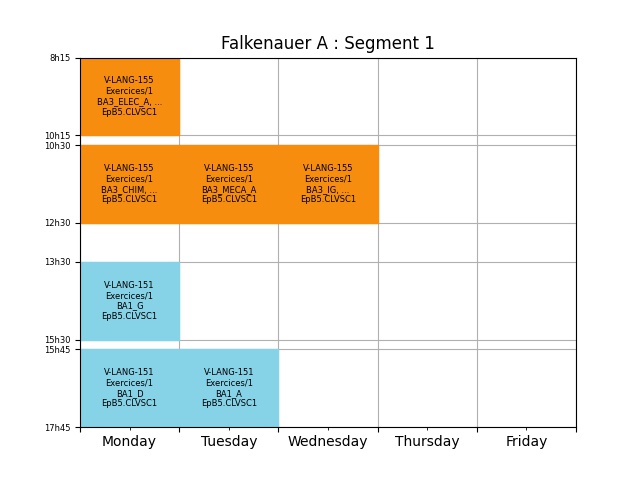 Falkenauer A : Segment 1
8h15
V-LANG-155
Exercices/1
BA3_ELEC_A, ...
EpB5.CLVSC1
10h15
10h30
V-LANG-155
Exercices/1
BA3_CHIM, ...
EpB5.CLVSC1
V-LANG-155
Exercices/1
BA3_MECA_A
EpB5.CLVSC1
V-LANG-155
Exercices/1
BA3_IG, ...
EpB5.CLVSC1
12h30
13h30
V-LANG-151
Exercices/1
BA1_G
EpB5.CLVSC1
15h30
15h45
V-LANG-151
Exercices/1
BA1_D
EpB5.CLVSC1
V-LANG-151
Exercices/1
BA1_A
EpB5.CLVSC1
17h45
Monday Tuesday Wednesday Thursday Friday